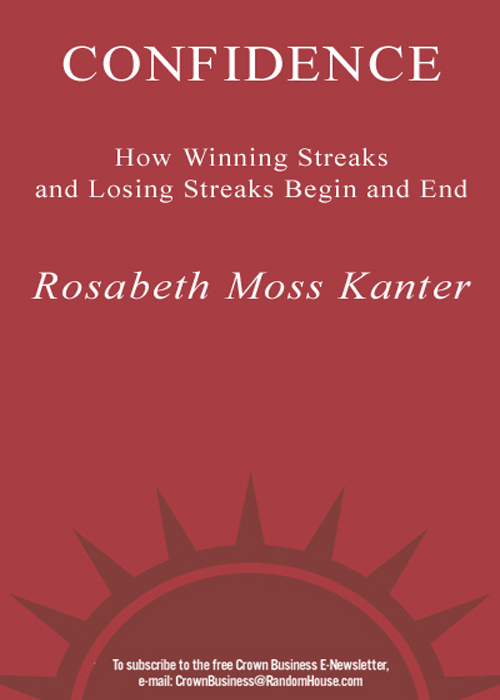 CONFIDENCE
How Winning Streaks
and Losing Streaks Begin and End
Rosabeth Moss Kanter
To subscribe to the free Crown Business E-Newsletter,
e-mail: CrownBusiness@RandomHouse.com